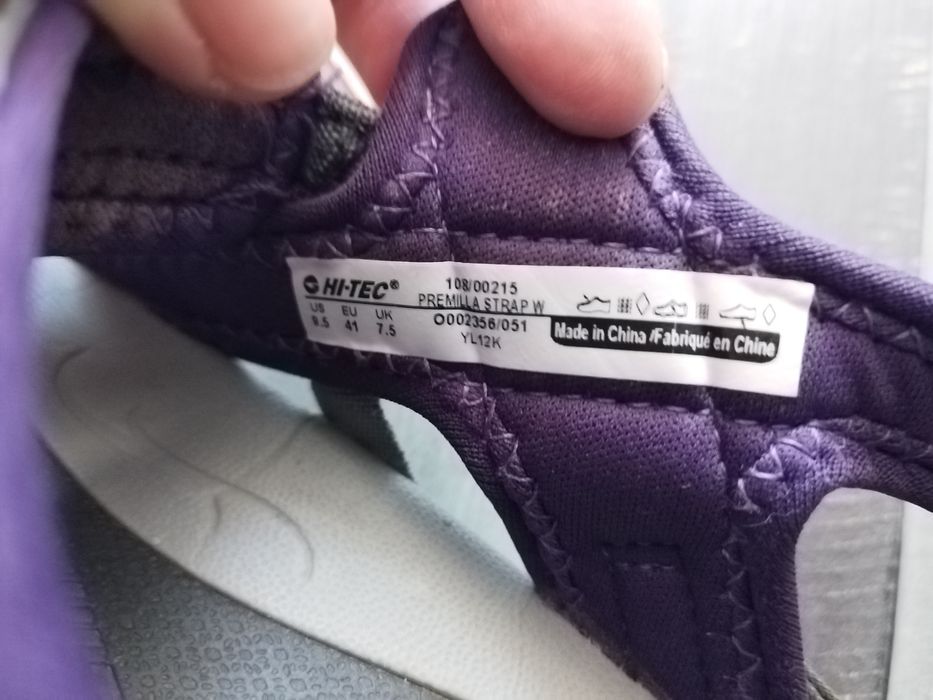 HI-TEC®
US EU UK
9.5 41 7.5
108/00215
PREMILLA STRAP W
O002356/051
YL12K
Made in China /Fabriqué en Chine